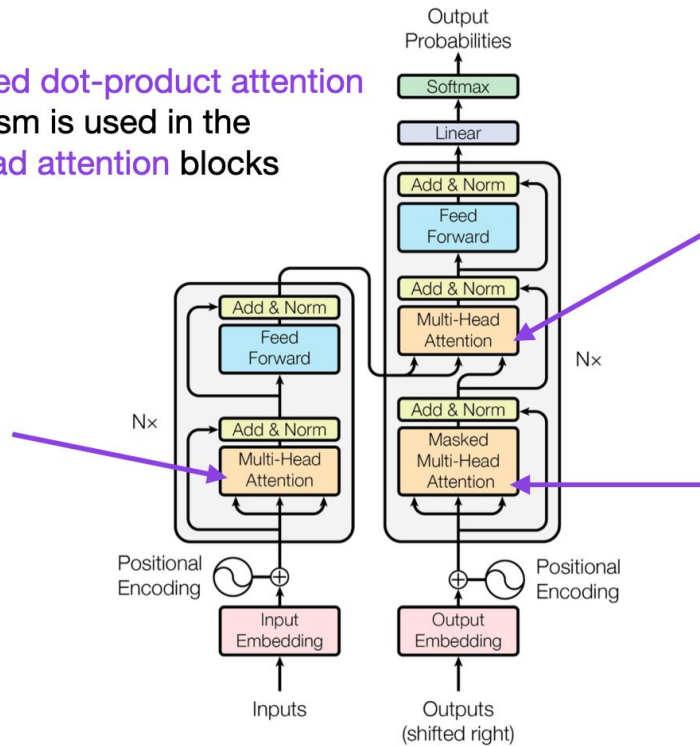 ed dot-product attention
sm is used in the
ad attention blocks
Output
Probabilities
Softmax
Linear
Add & Norm
Feed
Forward
Add & Norm
Multi-Head
Attention
Nx
Add & Norm
Masked
Multi-Head
Attention
Add & Norm
Feed
Forward
Nx
Add & Norm
Multi-Head
Attention
Positional
Encoding
Positional
Encoding
Input
Embedding
Output
Embedding
Inputs
Outputs
(shifted right)